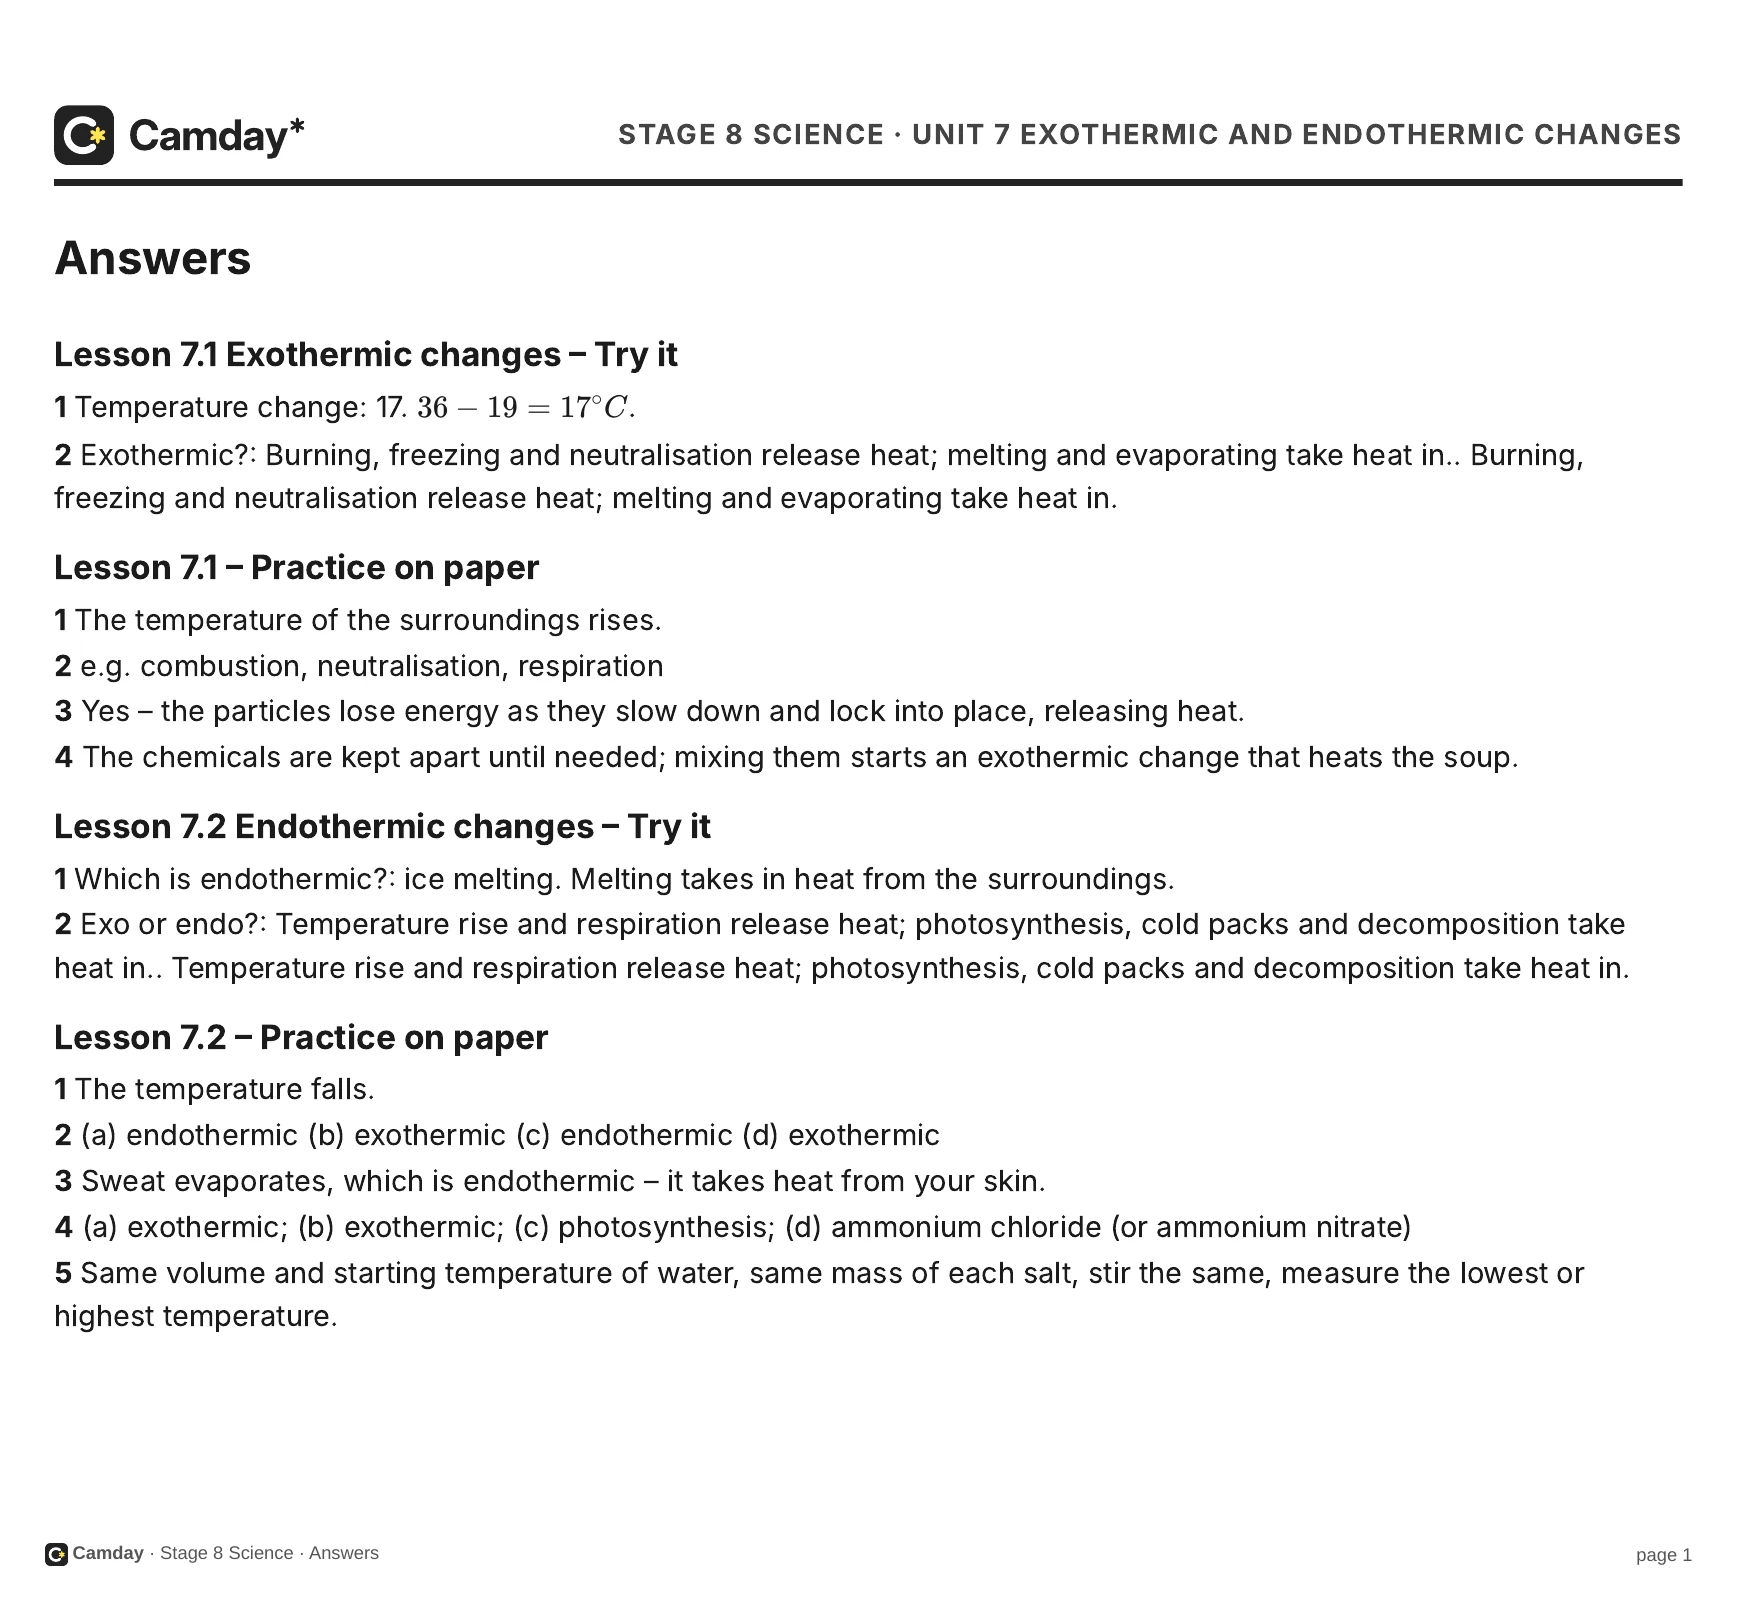 Camday*
STAGE 8 SCIENCE · UNIT 7 EXOTHERMIC AND ENDOTHERMIC CHANGES
Answers
Lesson 7.1 Exothermic changes – Try it
1 Temperature change: 17. 36 − 19 = 17°C.
2 Exothermic?: Burning, freezing and neutralisation release heat; melting and evaporating take heat in.. Burning,
freezing and neutralisation release heat; melting and evaporating take heat in.
Lesson 7.1 – Practice on paper
1 The temperature of the surroundings rises.
2 e.g. combustion, neutralisation, respiration
3 Yes – the particles lose energy as they slow down and lock into place, releasing heat.
4 The chemicals are kept apart until needed; mixing them starts an exothermic change that heats the soup.
Lesson 7.2 Endothermic changes – Try it
1 Which is endothermic?: ice melting. Melting takes in heat from the surroundings.
2 Exo or endo?: Temperature rise and respiration release heat; photosynthesis, cold packs and decomposition take
heat in.. Temperature rise and respiration release heat; photosynthesis, cold packs and decomposition take heat in.
Lesson 7.2 – Practice on paper
1 The temperature falls.
2 (a) endothermic (b) exothermic (c) endothermic (d) exothermic
3 Sweat evaporates, which is endothermic – it takes heat from your skin.
4 (a) exothermic; (b) exothermic; (c) photosynthesis; (d) ammonium chloride (or ammonium nitrate)
5 Same volume and starting temperature of water, same mass of each salt, stir the same, measure the lowest or
highest temperature.
Camday · Stage 8 Science · Answers
page 1